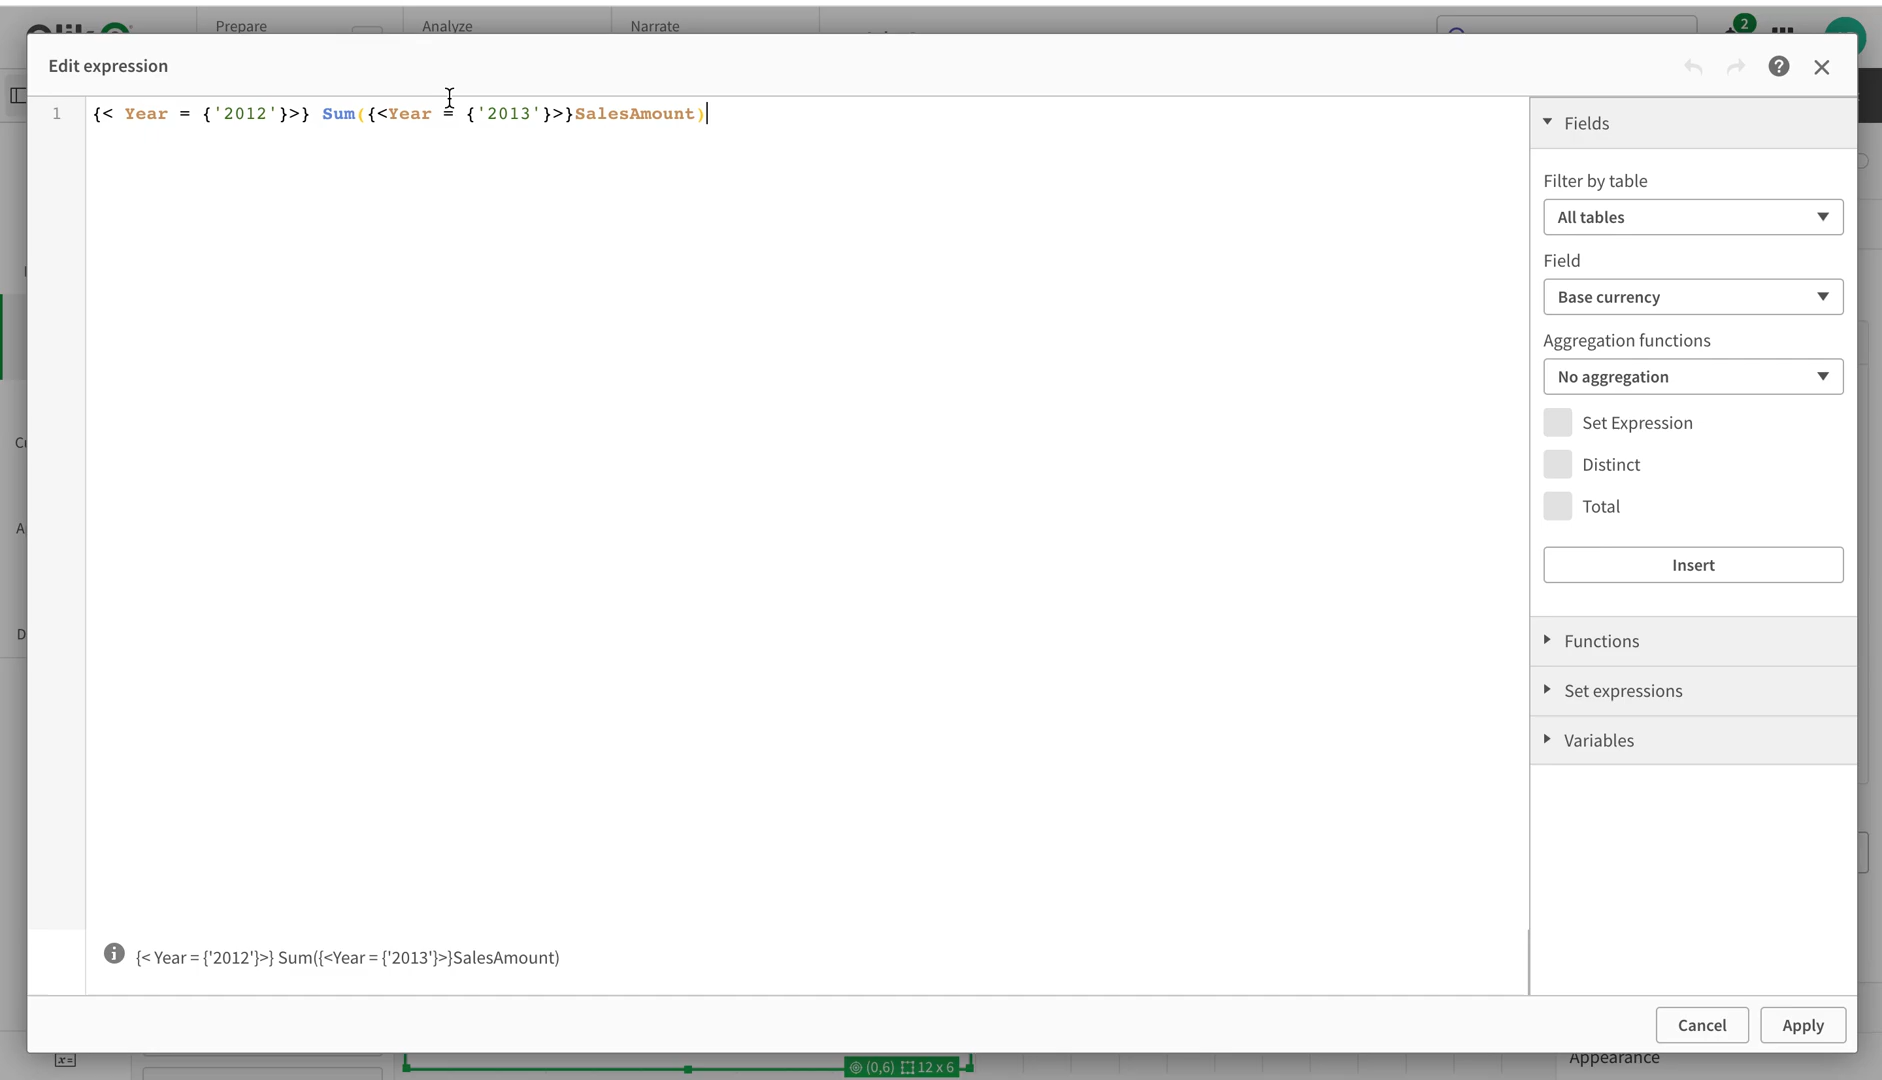 Prepare
Analyze
Narrate
2
Edit expression
1
{< Year = {'2012'}>} Sum({<Year = {'2013'}>}SalesAmount)
Fields
Filter by table
All tables
Field
Base currency
Aggregation functions
No aggregation
Set Expression
Distinct
Total
Insert
Functions
Set expressions
Variables
{< Year = {'2012'}>} Sum({<Year = {'2013'}>}SalesAmount)
Cancel
Apply
(0,6) 12 x 6
Appearance